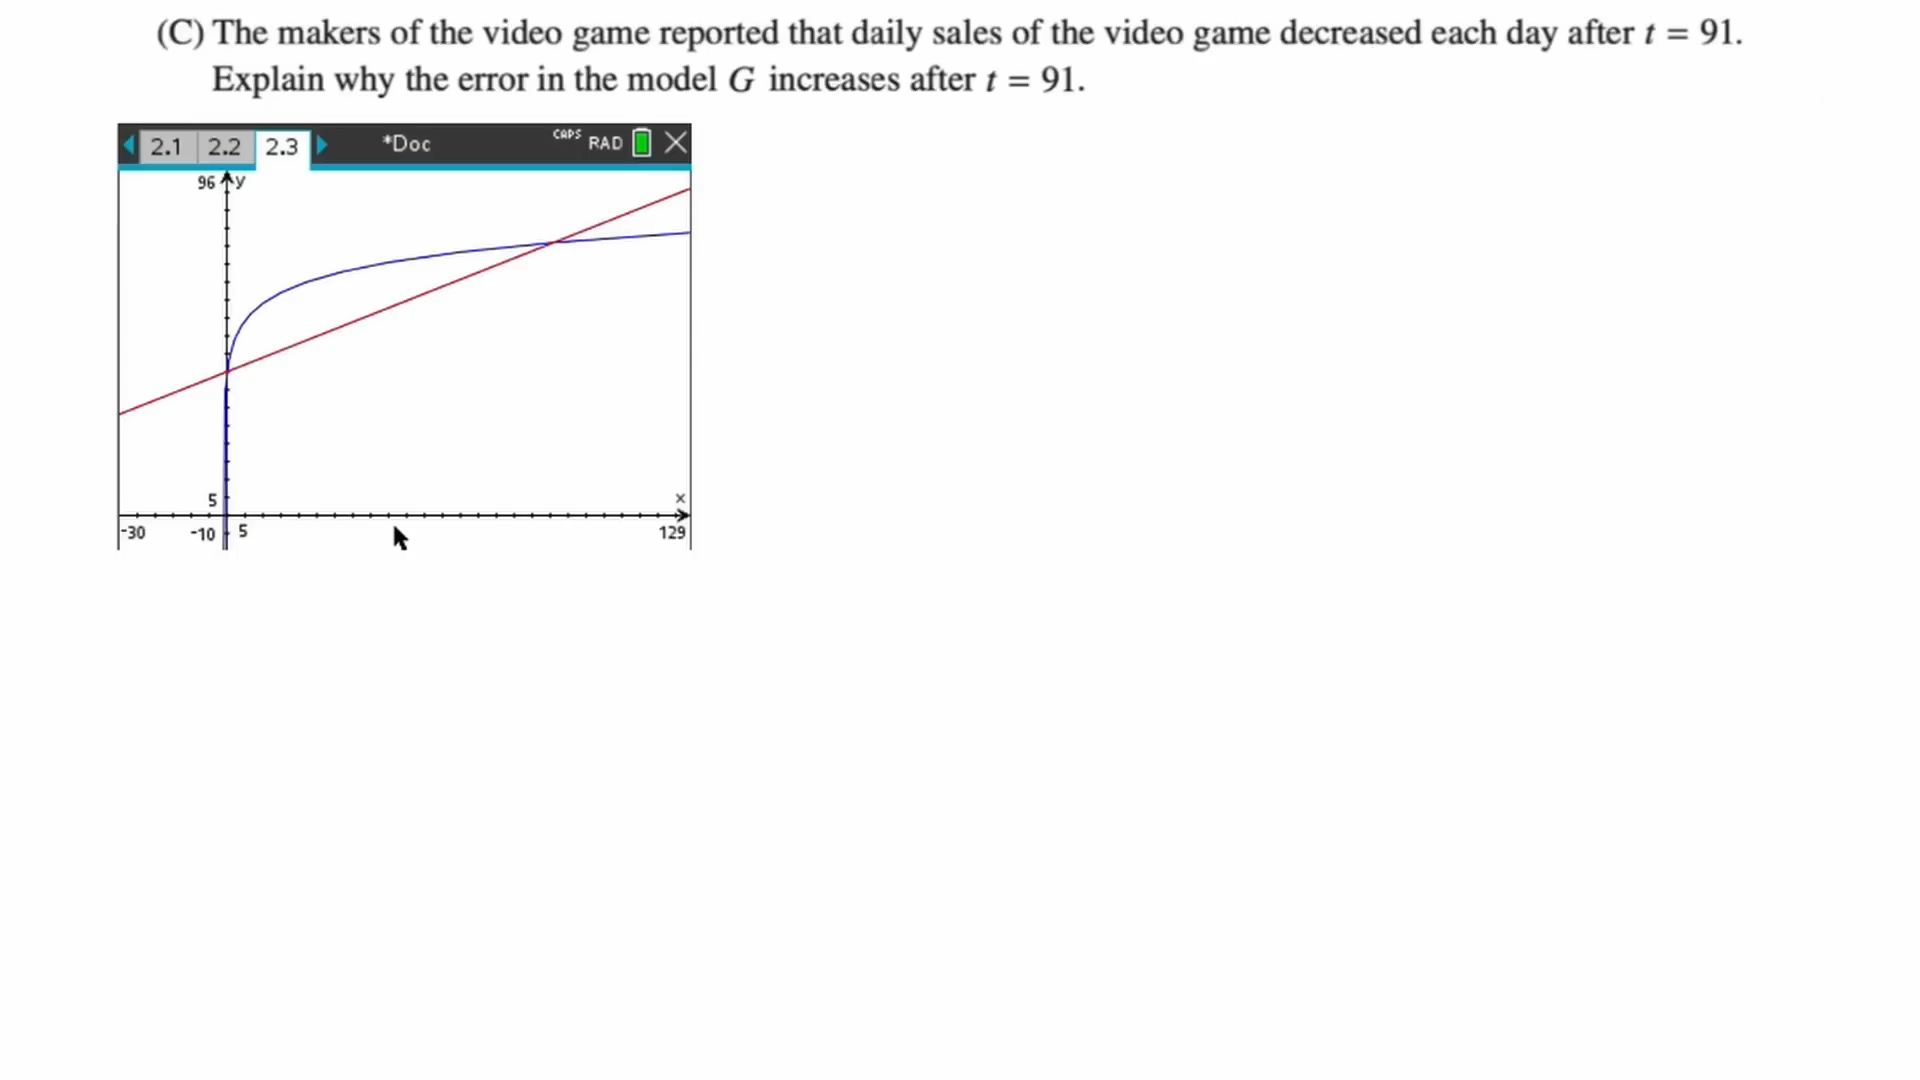 (C) The makers of the video game reported that daily sales of the video game decreased each day after t = 91.
Explain why the error in the model G increases after t = 91.
2.1 2.2 2.3 *Doc CAPS RAD
96 y
5
x
-30 -10 5 129